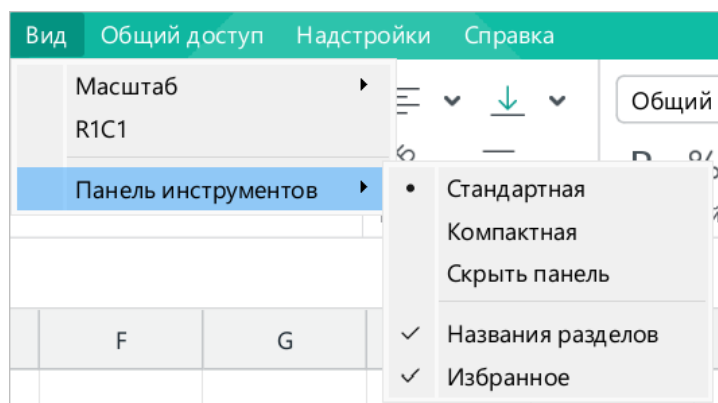 Вид Общий доступ Надстройки Справка
Масштаб
Общий
R1C1
Панель инструментов
Стандартная
Компактная
Скрыть панель
F G
Названия разделов
Избранное